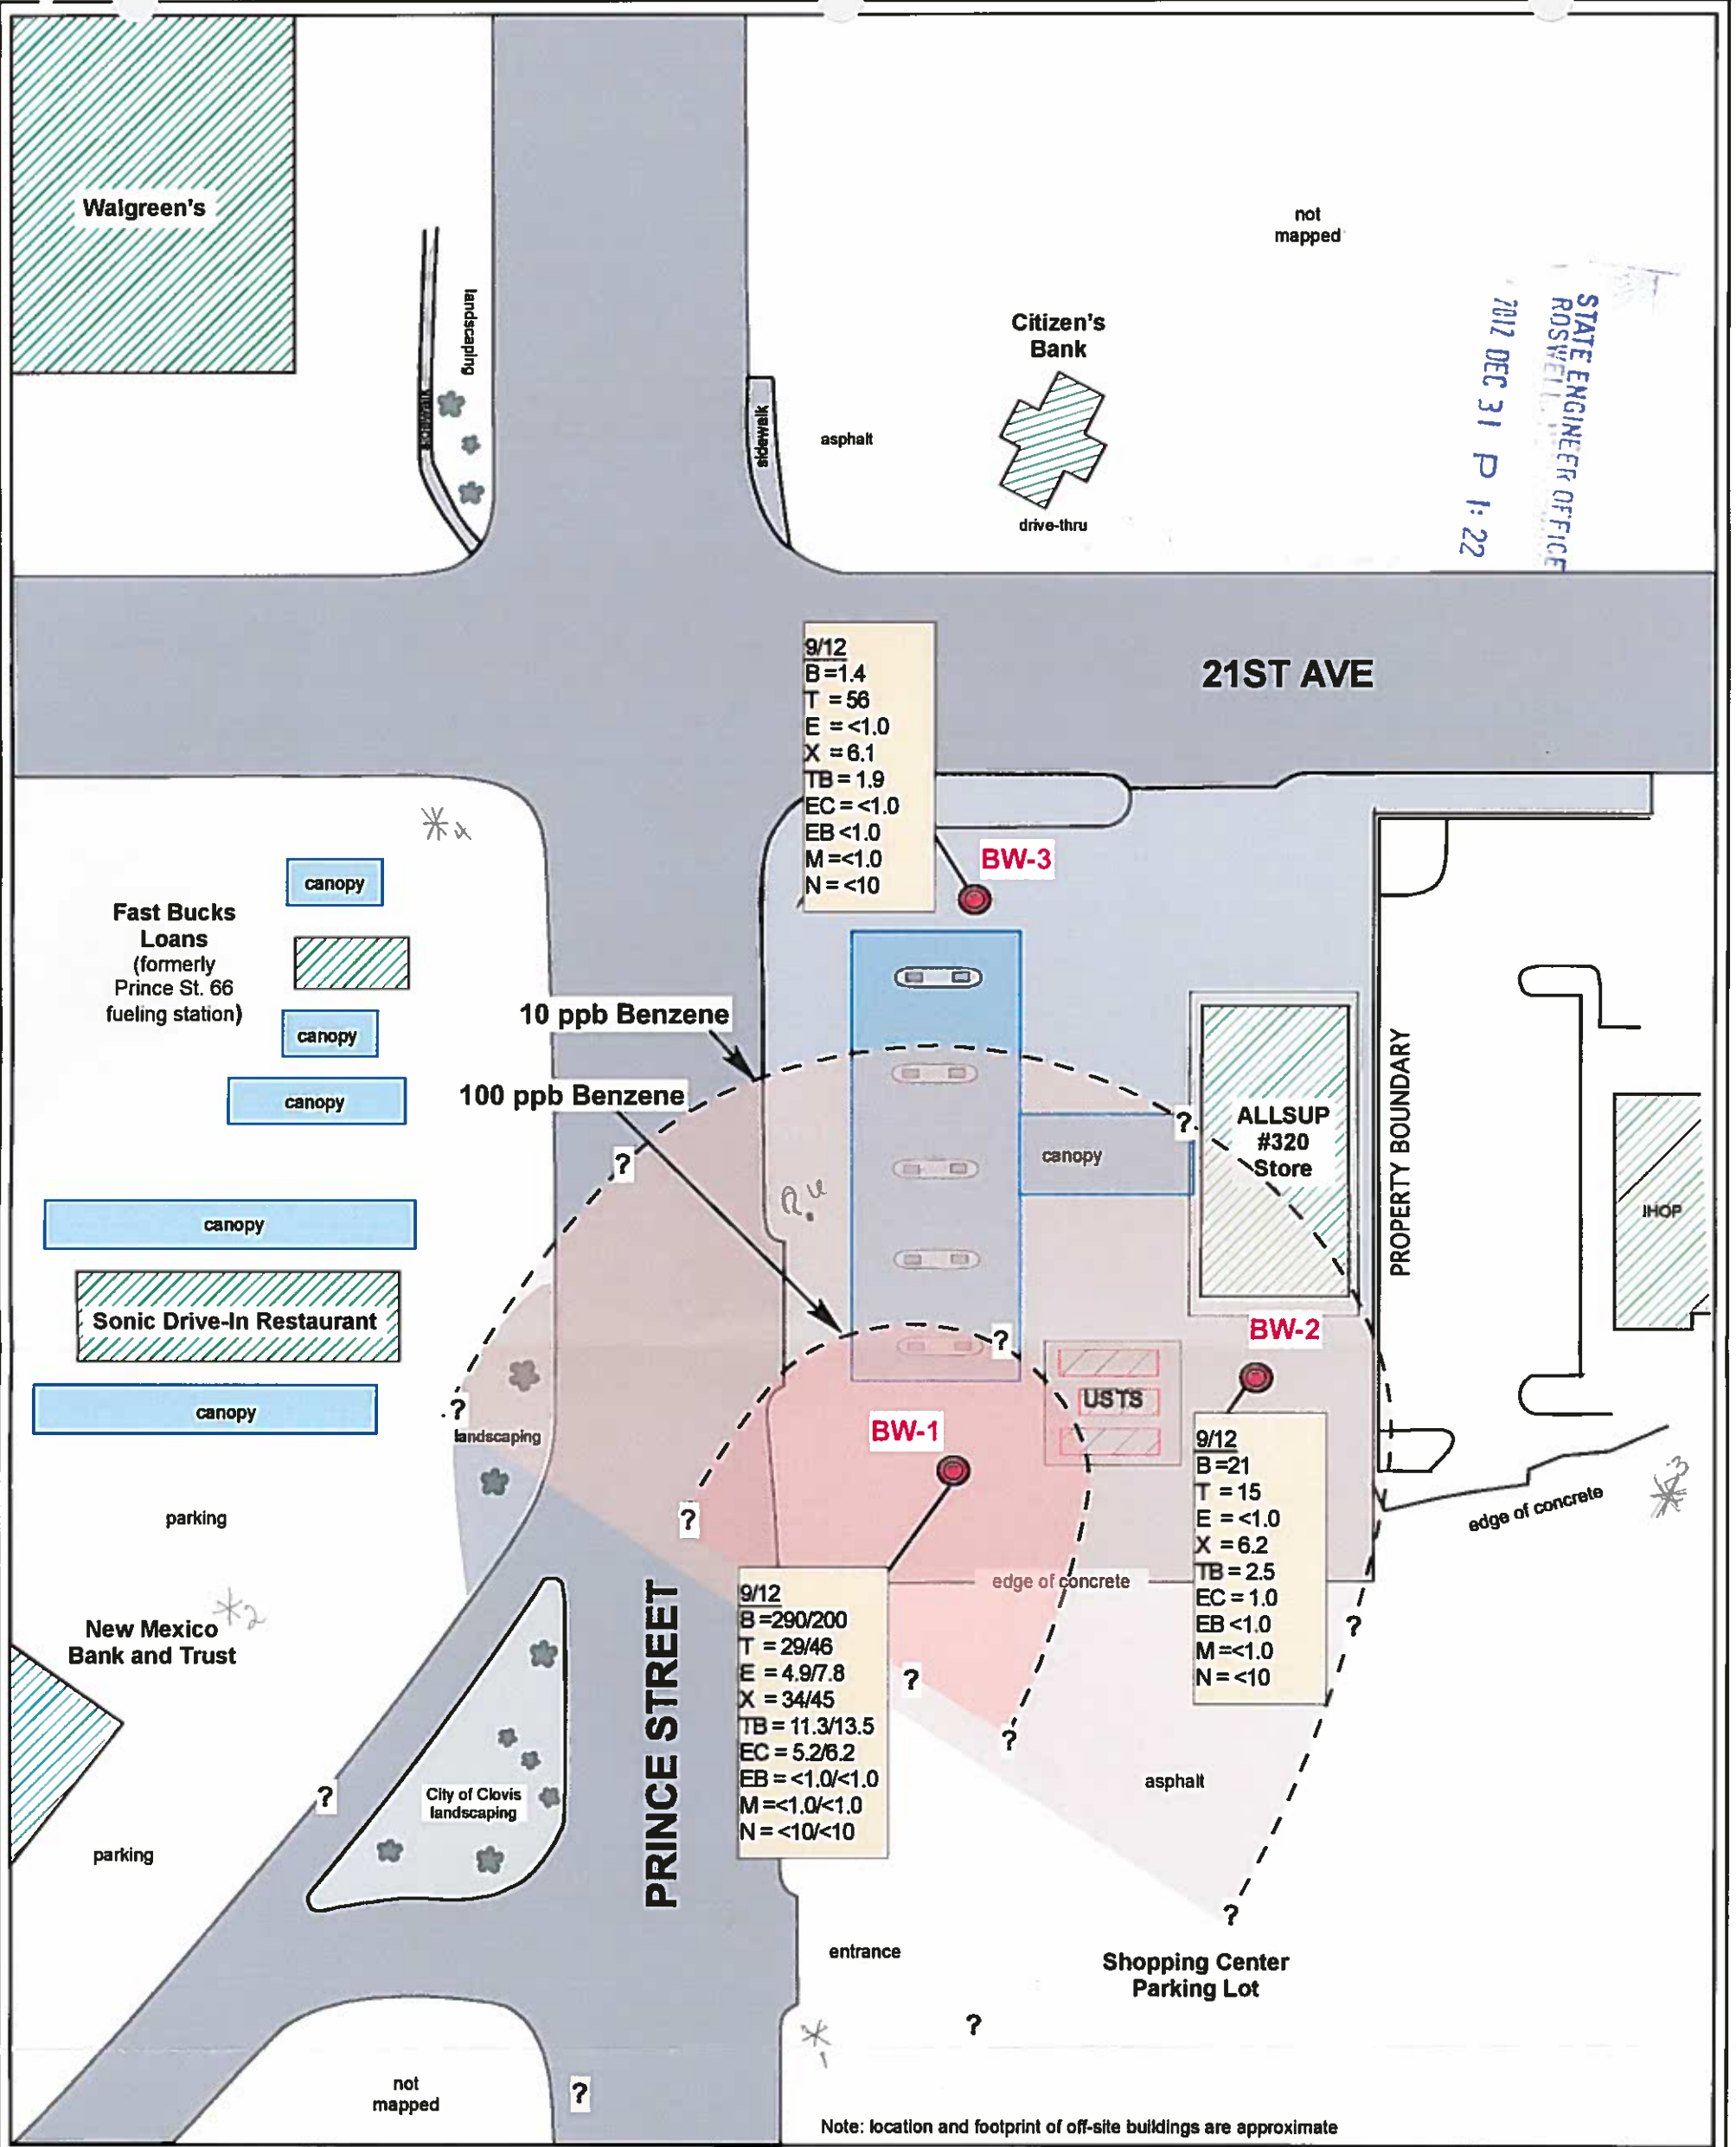 Walgreen's
landscaping
sidewalk
sidewalk
asphalt
Citizen's
Bank
drive-thru
not
mapped
STATE ENGINEER OFFICE
2012 DEC 31 P 1:22
21ST AVE
9/12
B =1.4
T = 56
E = <1.0
X = 6.1
TB = 1.9
EC = <1.0
EB <1.0
M =<1.0
N = <10
BW-3
*4
canopy
Fast Bucks
Loans
(formerly
Prince St. 66
fueling station)
canopy
canopy
10 ppb Benzene
100 ppb Benzene
?
?
canopy
ALLSUP
#320
Store
PROPERTY BOUNDARY
IHOP
canopy
Sonic Drive-In Restaurant
canopy
?
landscaping
?
USTS
BW-2
BW-1
9/12
B =21
T = 15
E = <1.0
X = 6.2
TB = 2.5
EC = 1.0
EB <1.0
M =<1.0
N = <10
*3
edge of concrete
parking
?
edge of concrete
*2
New Mexico
Bank and Trust
9/12
B =290/200
T = 29/46
E = 4.9/7.8
X = 34/45
TB = 11.3/13.5
EC = 5.2/6.2
EB = <1.0/<1.0
M =<1.0/<1.0
N = <10/<10
PRINCE STREET
?
?
?
asphalt
?
City of Clovis
landscaping
parking
?
entrance
Shopping Center
Parking Lot
?
*1
not
mapped
?
Note: location and footprint of off-site buildings are approximate